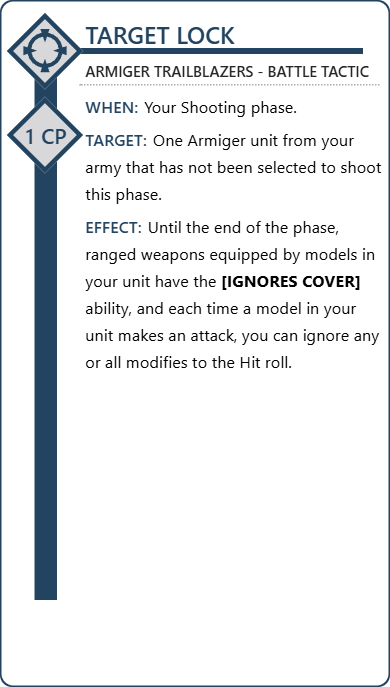 TARGET LOCK
ARMIGER TRAILBLAZERS - BATTLE TACTIC
WHEN: Your Shooting phase.
1 CP
TARGET: One Armiger unit from your
army that has not been selected to shoot
this phase.
EFFECT: Until the end of the phase,
ranged weapons equipped by models in
your unit have the [IGNORES COVER]
ability, and each time a model in your
unit makes an attack, you can ignore any
or all modifies to the Hit roll.